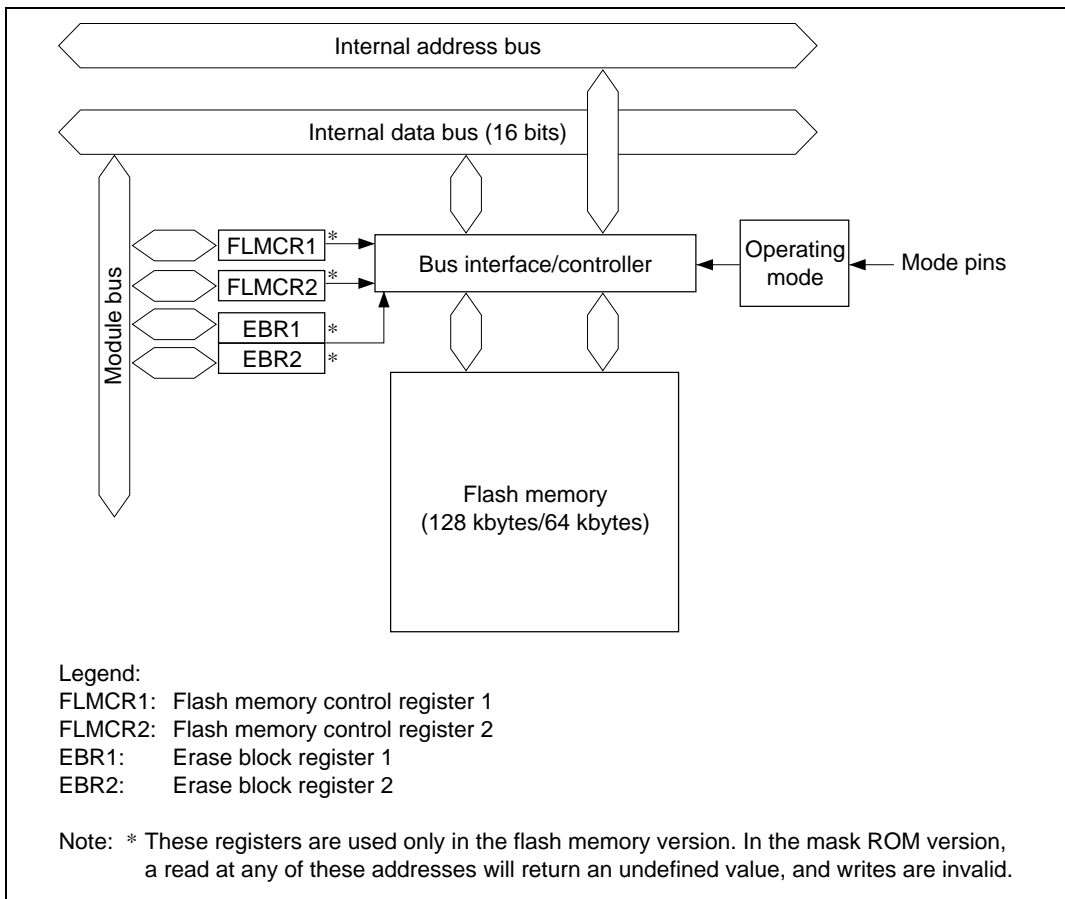 Internal address bus
Internal data bus (16 bits)
Module bus
FLMCR1 *
FLMCR2 *
EBR1 *
EBR2 *
Bus interface/controller
Operating
mode
Mode pins
Flash memory
(128 kbytes/64 kbytes)
Legend:
FLMCR1: Flash memory control register 1
FLMCR2: Flash memory control register 2
EBR1: Erase block register 1
EBR2: Erase block register 2
Note: * These registers are used only in the flash memory version. In the mask ROM version,
a read at any of these addresses will return an undefined value, and writes are invalid.